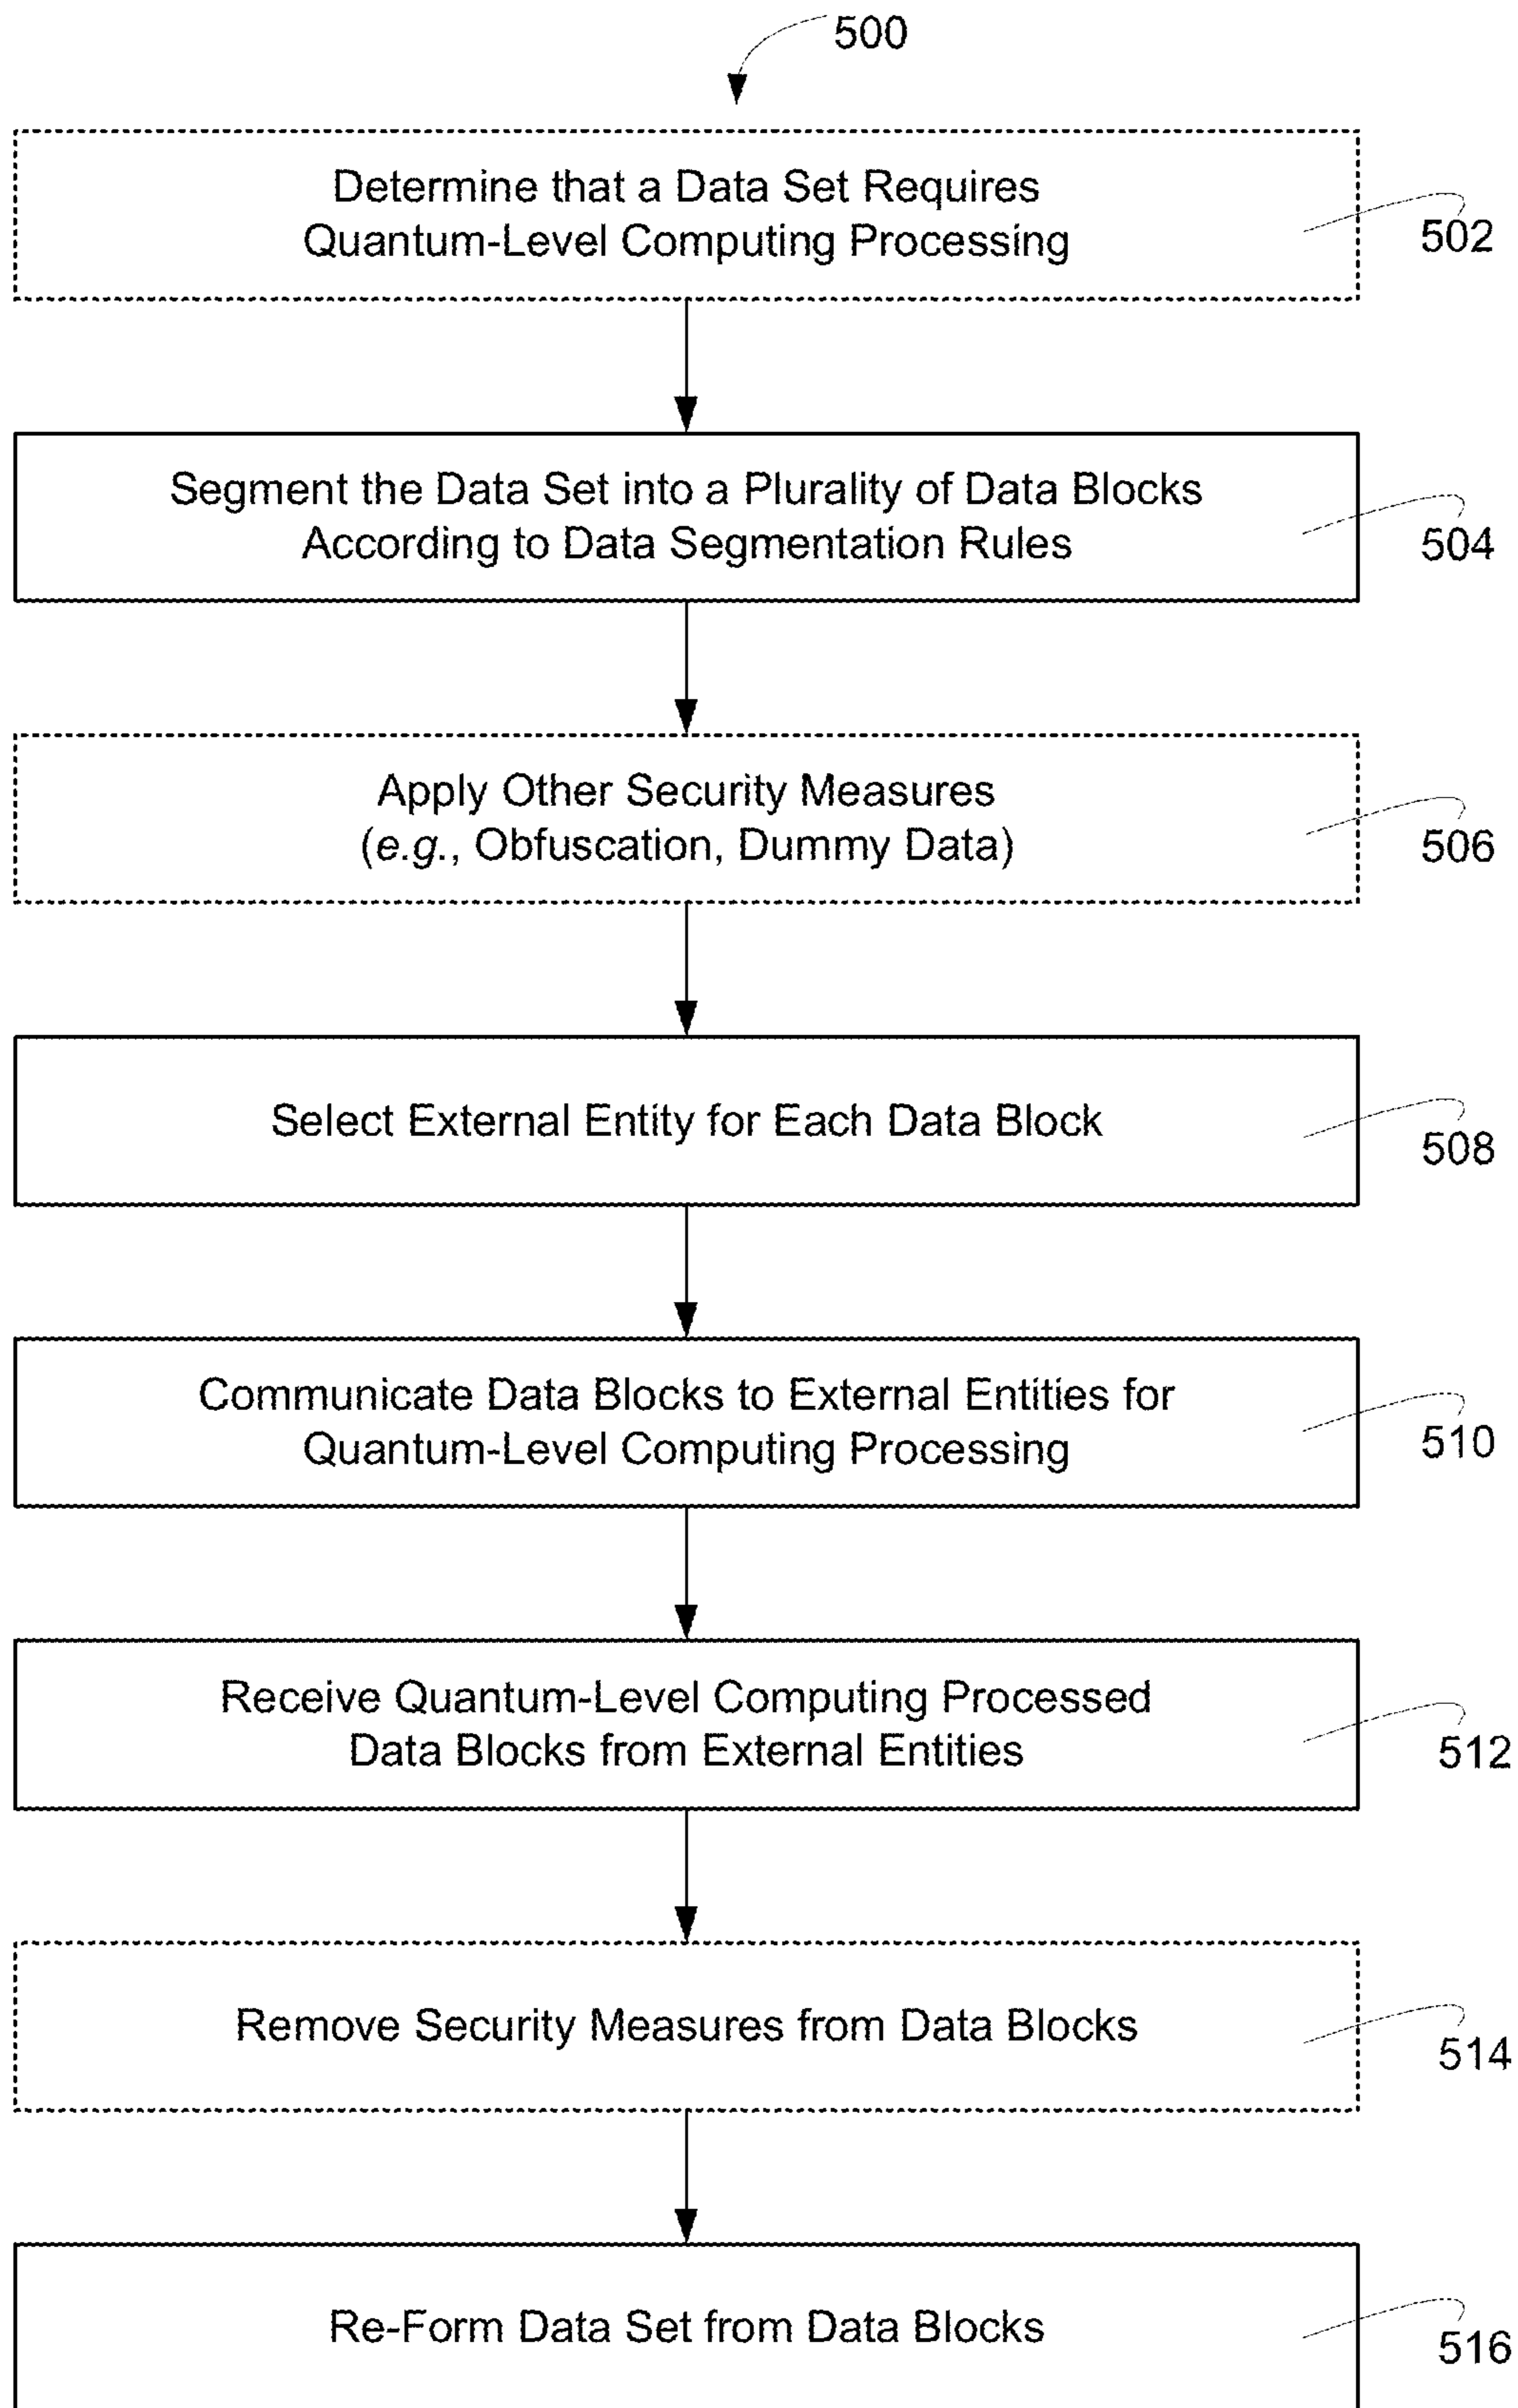 500
Determine that a Data Set Requires
Quantum-Level Computing Processing
502
Segment the Data Set into a Plurality of Data Blocks
According to Data Segmentation Rules
504
Apply Other Security Measures
(e.g., Obfuscation, Dummy Data)
506
Select External Entity for Each Data Block
508
Communicate Data Blocks to External Entities for
Quantum-Level Computing Processing
510
Receive Quantum-Level Computing Processed
Data Blocks from External Entities
512
Remove Security Measures from Data Blocks
514
Re-Form Data Set from Data Blocks
516